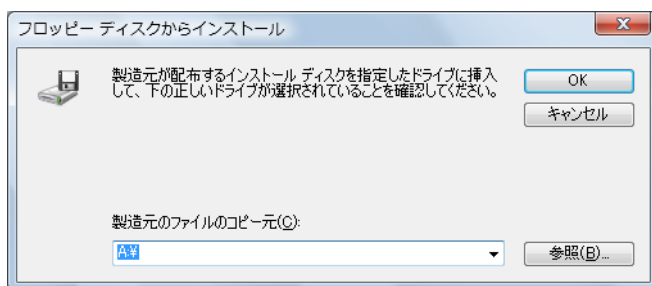 フロッピー ディスクからインストール
製造元が配布するインストール ディスクを指定したドライブに挿入
して、下の正しいドライブが選択されていることを確認してください。
OK
キャンセル
製造元のファイルのコピー元(C):
A:¥
参照(B)...